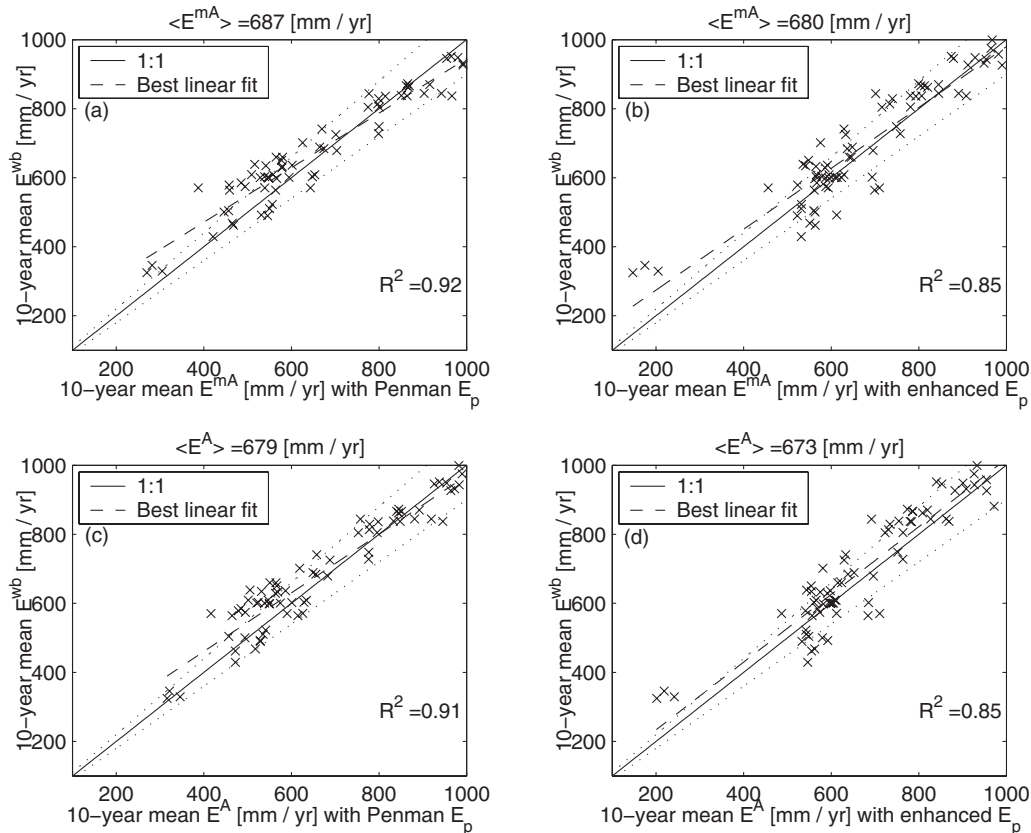 <E^mA> =687 [mm / yr]
1000
800
600
400
200
10−year mean E^wb [mm / yr]
1:1
Best linear fit
(a)
R^2 =0.92
200 400 600 800 1000
10−year mean E^mA [mm / yr] with Penman E_p
<E^mA> =680 [mm / yr]
1000
800
600
400
200
10−year mean E^wb [mm / yr]
1:1
Best linear fit
(b)
R^2 =0.85
200 400 600 800 1000
10−year mean E^mA [mm / yr] with enhanced E_p
<E^A> =679 [mm / yr]
1000
800
600
400
200
10−year mean E^wb [mm / yr]
1:1
Best linear fit
(c)
R^2 =0.91
200 400 600 800 1000
10−year mean E^A [mm / yr] with Penman E_p
<E^A> =673 [mm / yr]
1000
800
600
400
200
10−year mean E^wb [mm / yr]
1:1
Best linear fit
(d)
R^2 =0.85
200 400 600 800 1000
10−year mean E^A [mm / yr] with enhanced E_p